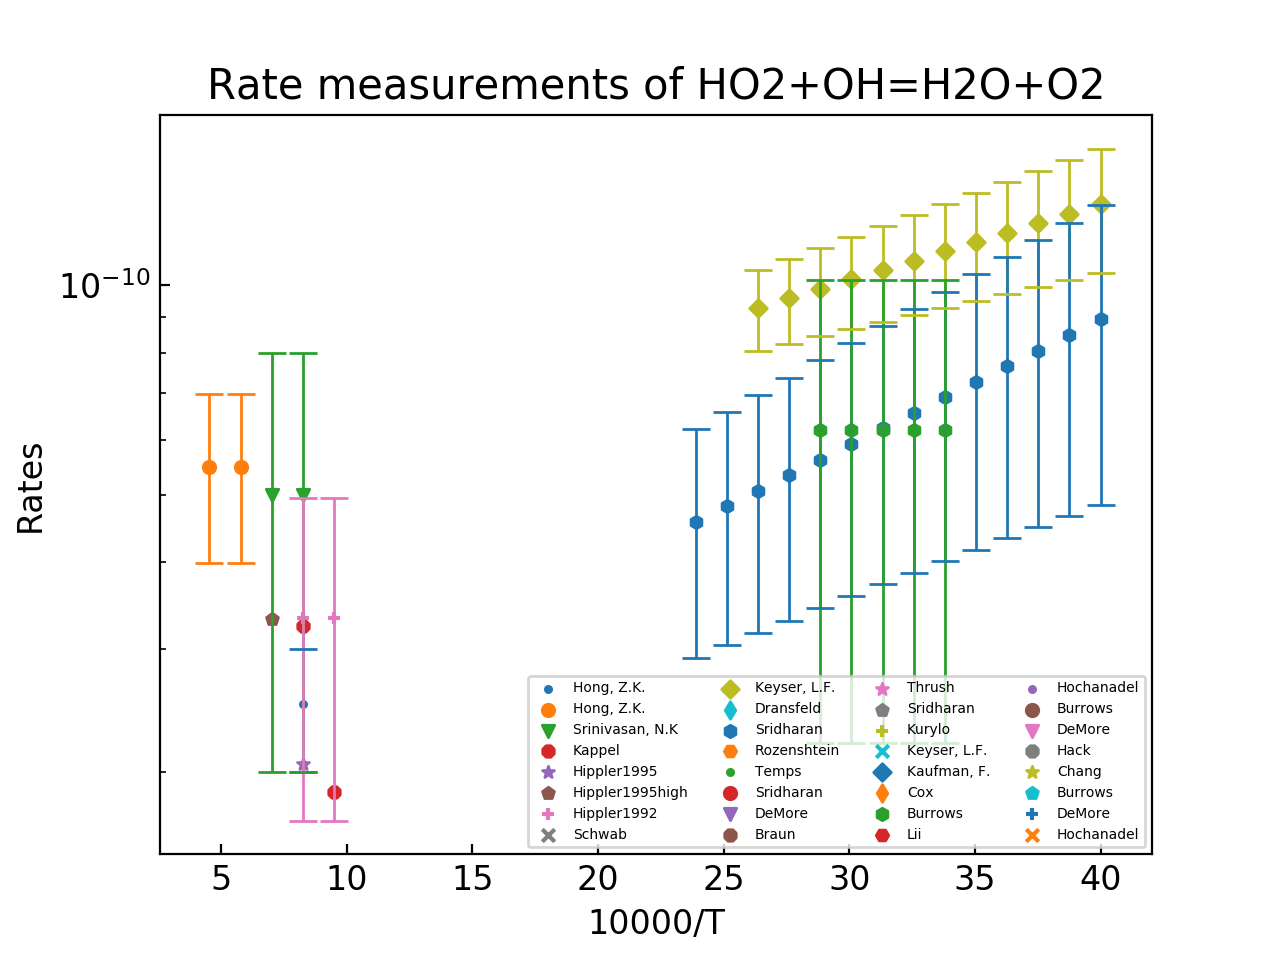 Rate measurements of HO2+OH=H2O+O2
10⁻¹⁰
Rates
Hong, Z.K.
Hong, Z.K.
Srinivasan, N.K
Kappel
Hippler1995
Hippler1995high
Hippler1992
Schwab
Keyser, L.F.
Dransfeld
Sridharan
Rozenshtein
Temps
Sridharan
DeMore
Braun
Thrush
Sridharan
Kurylo
Keyser, L.F.
Kaufman, F.
Cox
Burrows
Lii
Hochanadel
Burrows
DeMore
Hack
Chang
Burrows
DeMore
Hochanadel
5 10 15 20 25 30 35 40
10000/T